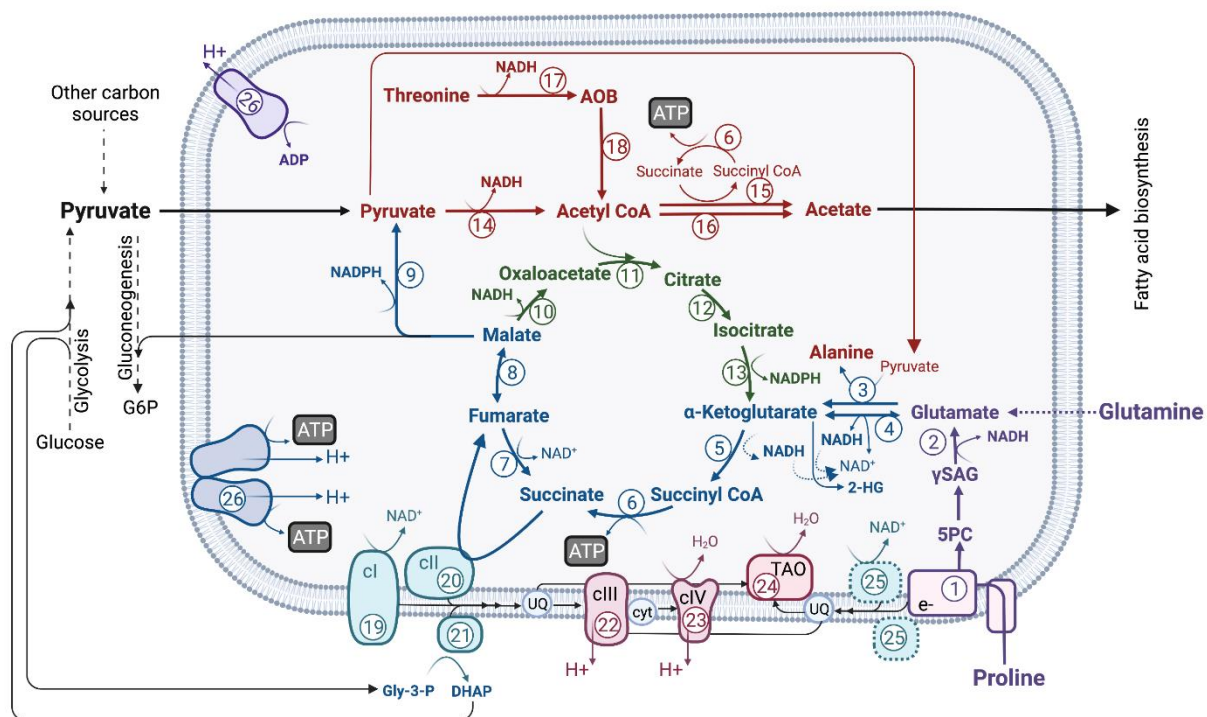 H+
26
ADP
Other carbon
sources
Pyruvate
Glycolysis
Gluconeogenesis
G6P
Glucose
Threonine
NADH
17
AOB
18
ATP
6
Succinate
Succinyl CoA
15
16
Pyruvate
NADH
14
Acetyl CoA
Acetate
Fatty acid biosynthesis
NADPH
9
Oxaloacetate
11
Citrate
NADH
10
12
Malate
Isocitrate
13
NADPH
Alanine
Pyruvate
3
8
Fumarate
α-Ketoglutarate
Glutamate
Glutamine
4
NADH
NAD+
2-HG
2
NADH
γSAG
5
NADH
7
NAD+
Succinate
6
Succinyl CoA
ATP
ATP
H+
26
H+
ATP
NAD+
cI
19
cII
20
21
UQ
cIII
22
cyt
H2O
cIV
23
H+
H+
H2O
TAO
24
UQ
NAD+
25
25
5PC
e-
1
Proline
Gly-3-P
DHAP